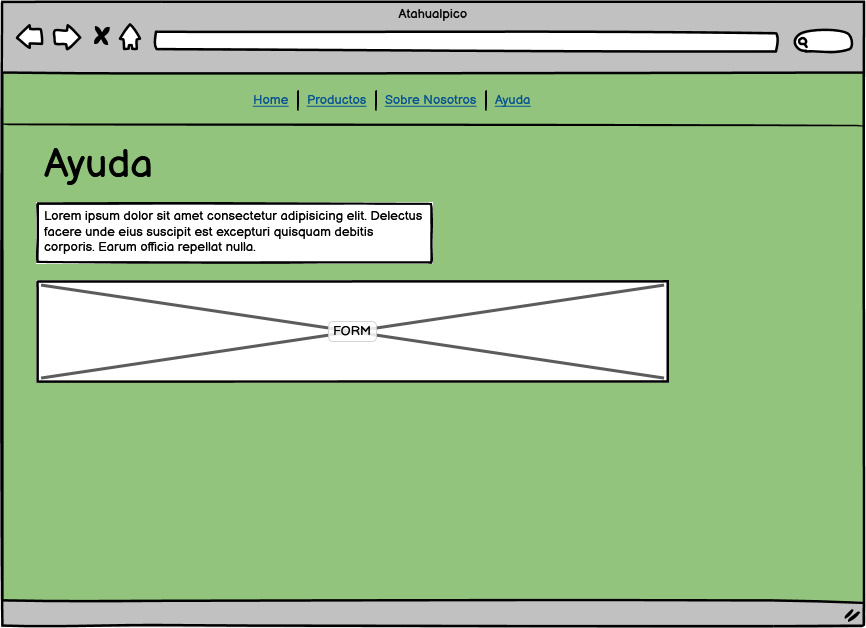 Atahualpico
Home Productos Sobre Nosotros Ayuda
Ayuda
Lorem ipsum dolor sit amet consectetur adipisicing elit. Delectus
facere unde eius suscipit est excepturi quisquam debitis
corporis. Earum officia repellat nulla.
FORM